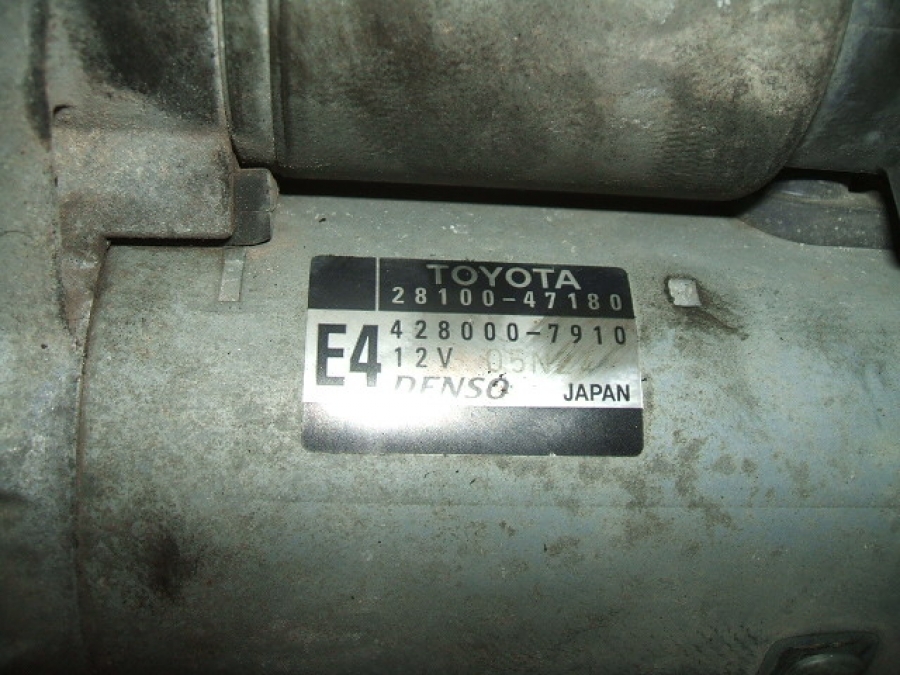 TOYOTA
28100-47180
E4
428000-7910
12V
DENSO
JAPAN